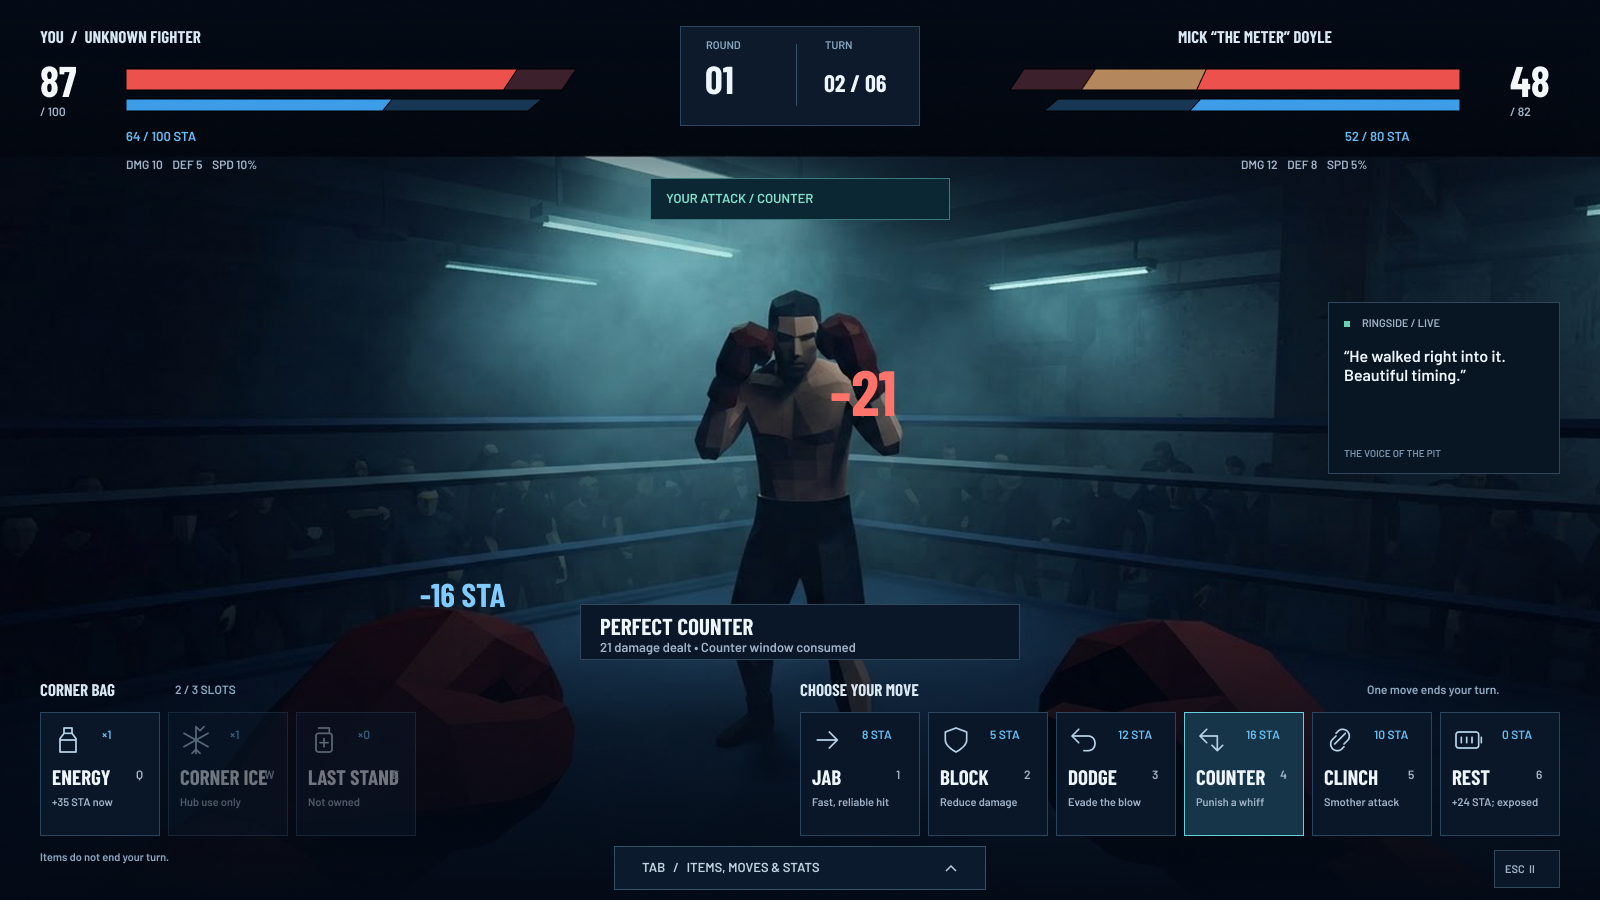 YOU / UNKNOWN FIGHTER
87
/ 100
64 / 100 STA
DMG 10 DEF 5 SPD 10%
ROUND
01
TURN
02 / 06
MICK “THE METER” DOYLE
48
/ 82
52 / 80 STA
DMG 12 DEF 8 SPD 5%
YOUR ATTACK / COUNTER
-21
RINGSIDE / LIVE
“He walked right into it.
Beautiful timing.”
THE VOICE OF THE PIT
-16 STA
PERFECT COUNTER
21 damage dealt • Counter window consumed
CORNER BAG
2 / 3 SLOTS
×1
ENERGY Q
+35 STA now
×1
CORNER ICE W
Hub use only
×0
LAST STAND
Not owned
Items do not end your turn.
CHOOSE YOUR MOVE
One move ends your turn.
8 STA
JAB 1
Fast, reliable hit
5 STA
BLOCK 2
Reduce damage
12 STA
DODGE 3
Evade the blow
16 STA
COUNTER 4
Punish a whiff
10 STA
CLINCH 5
Smother attack
0 STA
REST 6
+24 STA; exposed
TAB / ITEMS, MOVES & STATS
ESC II